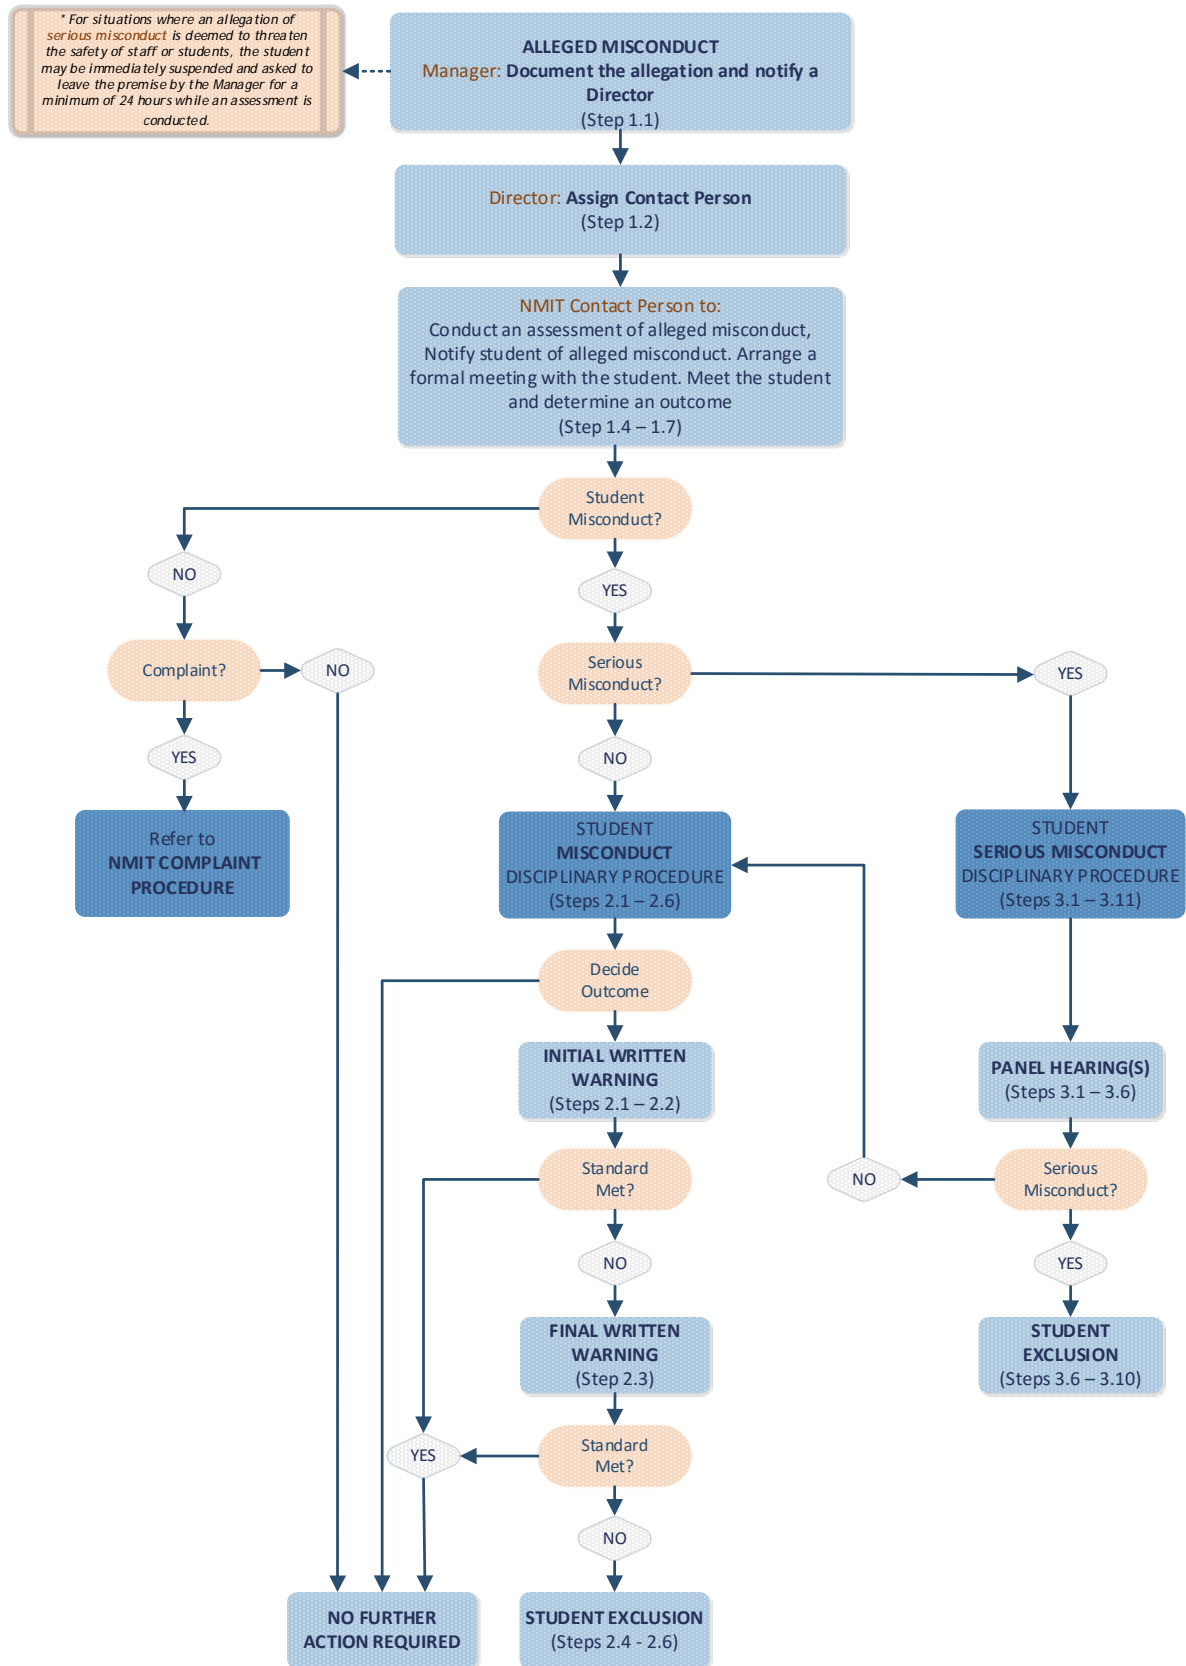 * For situations where an allegation of
serious misconduct is deemed to threaten
the safety of staff or students, the student
may be immediately suspended and asked to
leave the premise by the Manager for a
minimum of 24 hours while an assessment is
conducted.
ALLEGED MISCONDUCT
Manager: Document the allegation and notify a
Director
(Step 1.1)
Director: Assign Contact Person
(Step 1.2)
NMIT Contact Person to:
Conduct an assessment of alleged misconduct,
Notify student of alleged misconduct. Arrange a
formal meeting with the student. Meet the student
and determine an outcome
(Step 1.4 – 1.7)
Student
Misconduct?
NO
YES
Complaint?
NO
Serious
Misconduct?
YES
YES
NO
Refer to
NMIT COMPLAINT
PROCEDURE
STUDENT
MISCONDUCT
DISCIPLINARY PROCEDURE
(Steps 2.1 – 2.6)
STUDENT
SERIOUS MISCONDUCT
DISCIPLINARY PROCEDURE
(Steps 3.1 – 3.11)
Decide
Outcome
INITIAL WRITTEN
WARNING
(Steps 2.1 – 2.2)
PANEL HEARING(S)
(Steps 3.1 – 3.6)
Standard
Met?
NO
Serious
Misconduct?
NO
YES
FINAL WRITTEN
WARNING
(Step 2.3)
STUDENT
EXCLUSION
(Steps 3.6 – 3.10)
YES
Standard
Met?
NO
NO FURTHER
ACTION REQUIRED
STUDENT EXCLUSION
(Steps 2.4 - 2.6)